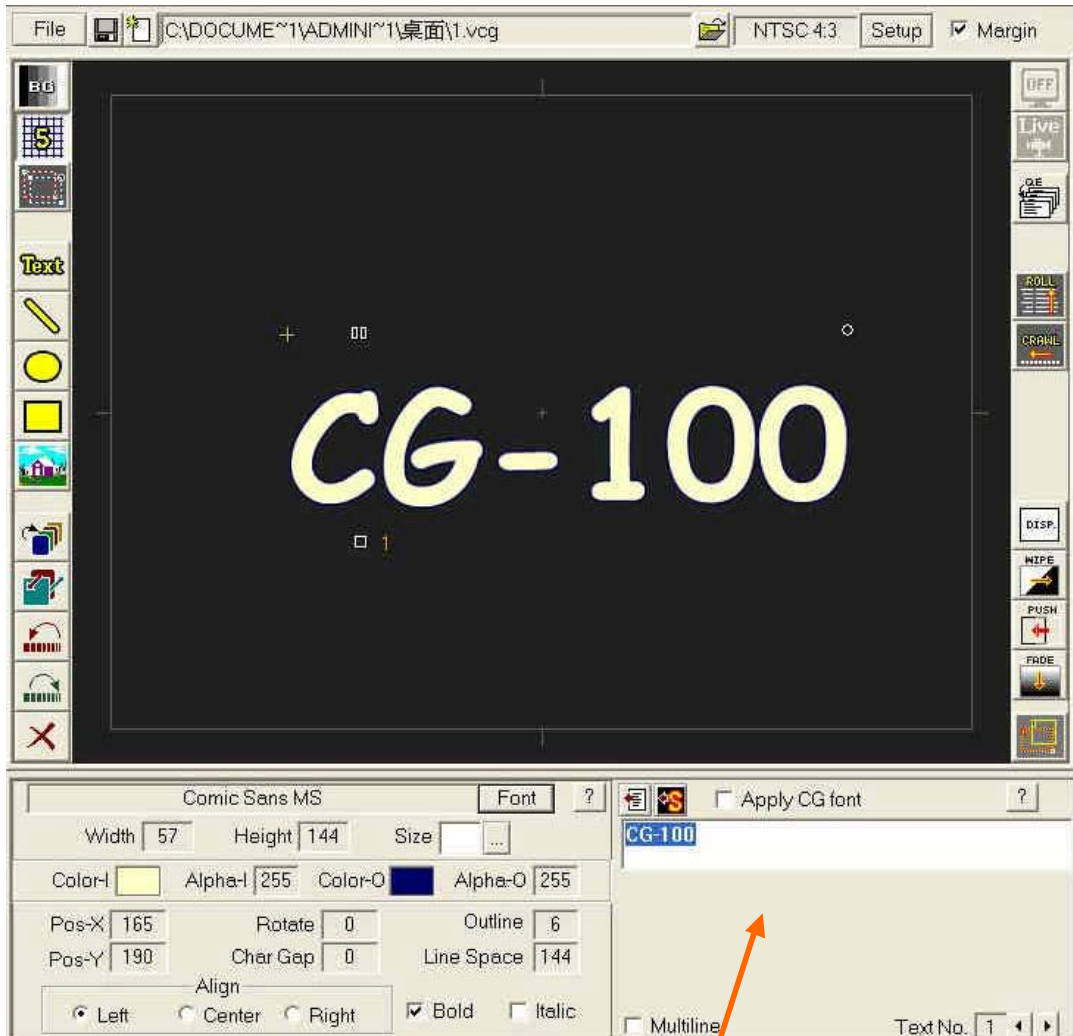 File C:\DOCUME~1\ADMINI~1\桌面\1.vcg NTSC 4:3 Setup Margin
BG
OFF
S
Live
Q.E
Text
ROLL
CRAWL
CG-100
1
DISP.
WIPE
PUSH
FADE
Comic Sans MS Font ? S Apply CG font ?
Width 57 Height 144 Size ... CG-100
Color-I Alpha-I 255 Color-O Alpha-O 255
Pos-X 165 Rotate 0 Outline 6
Pos-Y 190 Char Gap 0 Line Space 144
Align
Left Center Right Bold Italic Multiline Text No. 1